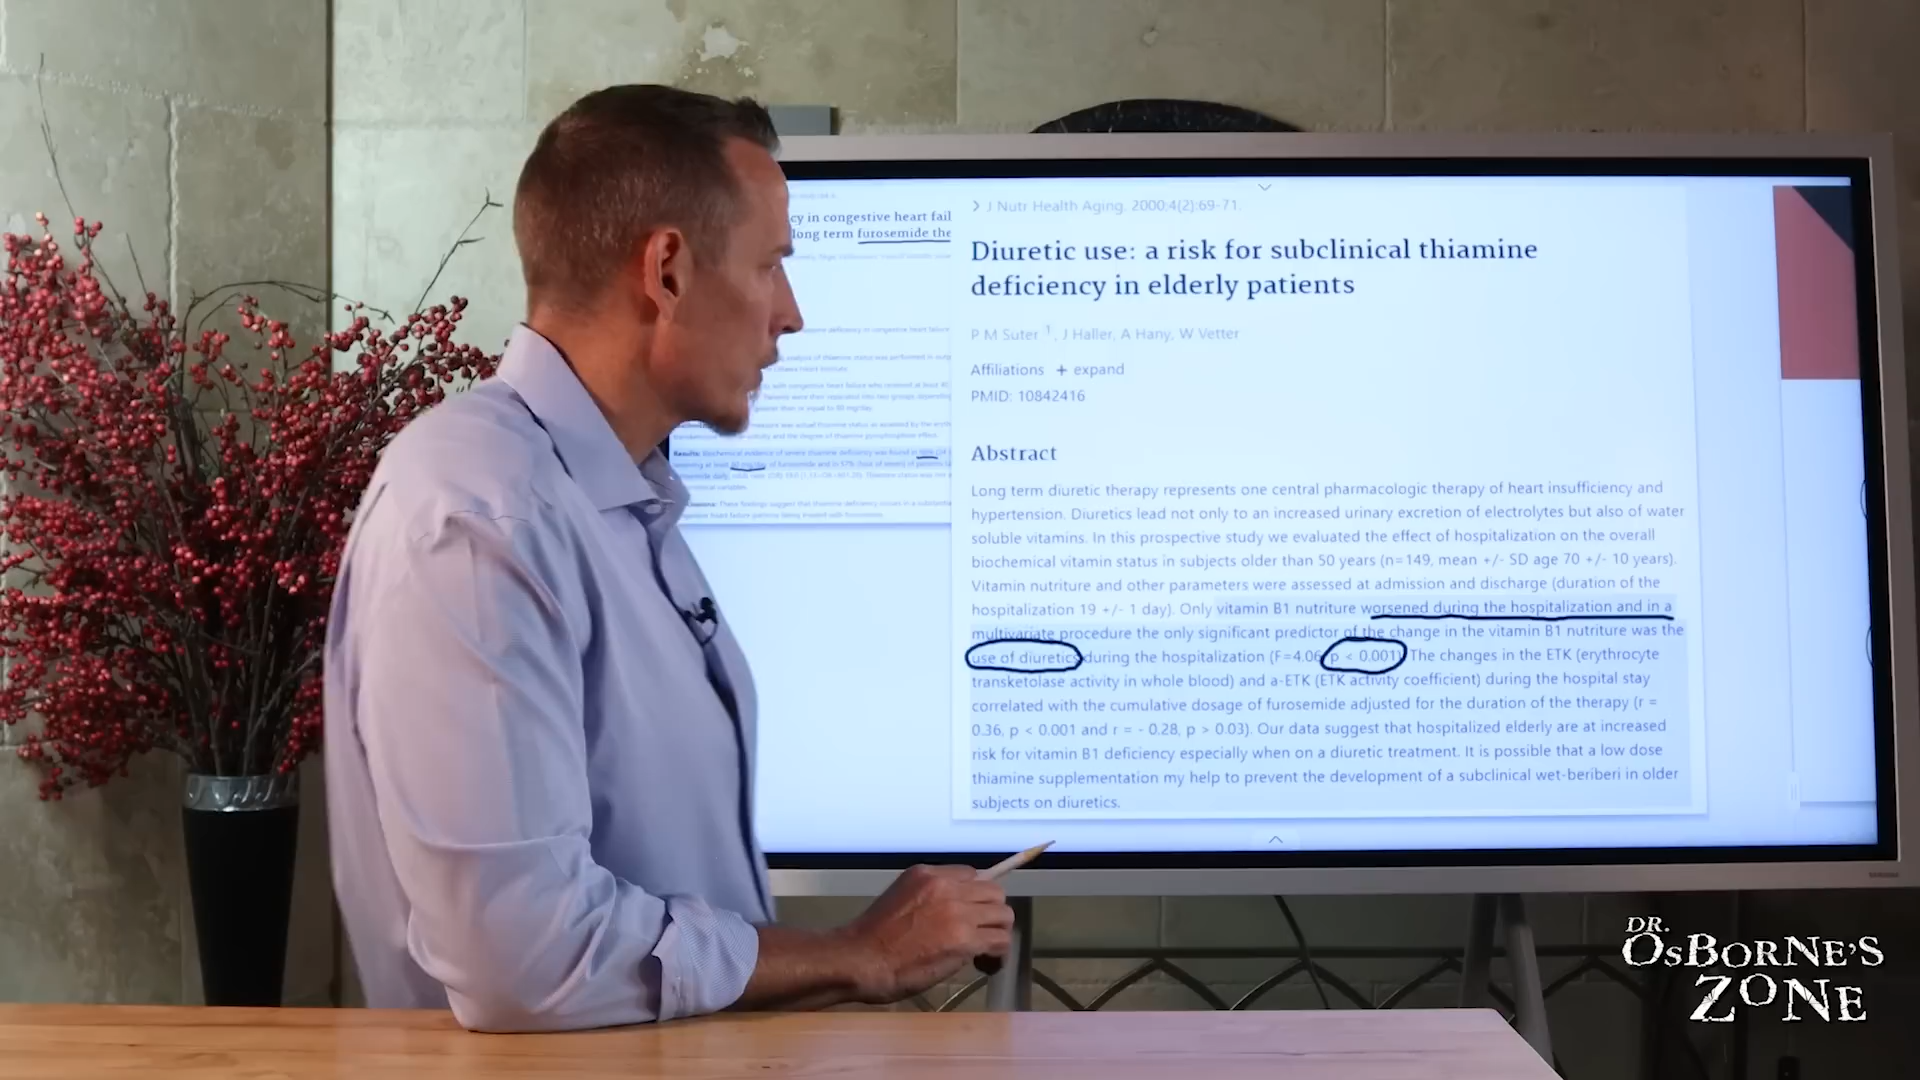 cy in congestive heart fail
long term furosemide the
J Nutr Health Aging. 2000;4(2):69-71.
Diuretic use: a risk for subclinical thiamine
deficiency in elderly patients
P M Suter 1, J Haller, A Hany, W Vetter
Affiliations + expand
PMID: 10842416
Abstract
Long term diuretic therapy represents one central pharmacologic therapy of heart insufficiency and
hypertension. Diuretics lead not only to an increased urinary excretion of electrolytes but also of water
soluble vitamins. In this prospective study we evaluated the effect of hospitalization on the overall
biochemical vitamin status in subjects older than 50 years (n=149, mean +/- SD age 70 +/- 10 years).
Vitamin nutriture and other parameters were assessed at admission and discharge (duration of the
hospitalization 19 +/- 1 day). Only vitamin B1 nutriture worsened during the hospitalization and in a
multivariate procedure the only significant predictor of the change in the vitamin B1 nutriture was the
use of diuretics during the hospitalization (F=4.06 p < 0.001) The changes in the ETK (erythrocyte
transketolase activity in whole blood) and a-ETK (ETK activity coefficient) during the hospital stay
correlated with the cumulative dosage of furosemide adjusted for the duration of the therapy (r =
0.36, p < 0.001 and r = - 0.28, p > 0.03). Our data suggest that hospitalized elderly are at increased
risk for vitamin B1 deficiency especially when on a diuretic treatment. It is possible that a low dose
thiamine supplementation my help to prevent the development of a subclinical wet-beriberi in older
subjects on diuretics.
DR.
OSBORNE'S
ZONE